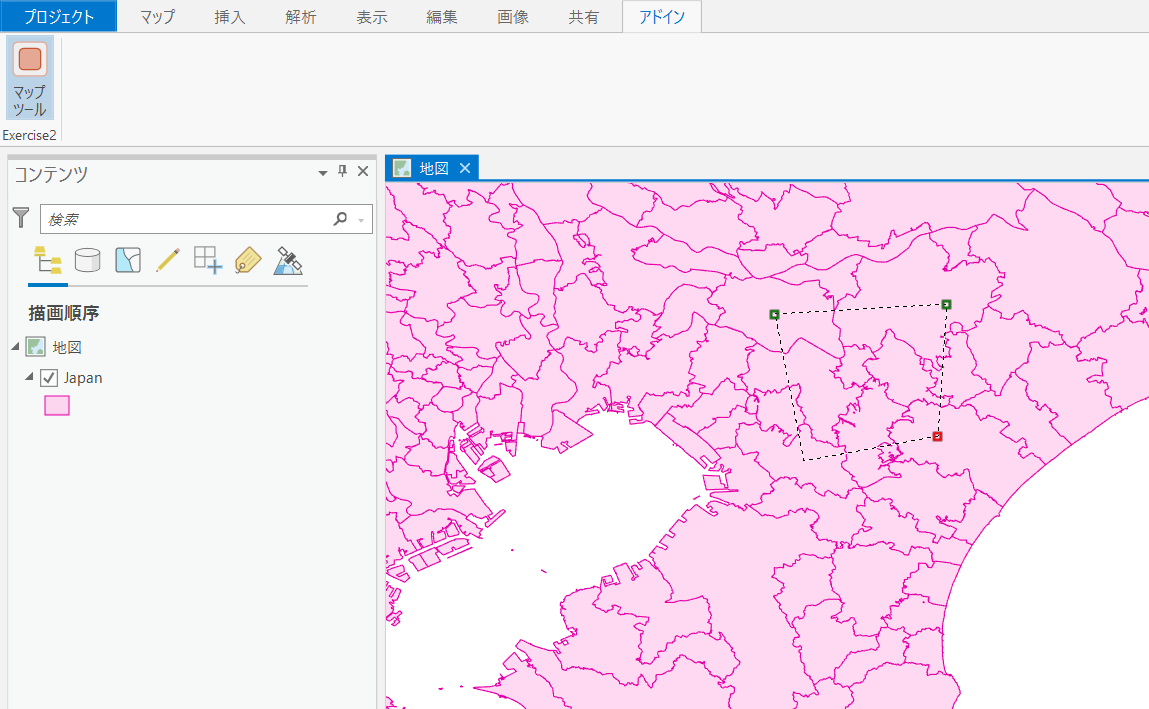 プロジェクト マップ 挿入 解析 表示 編集 画像 共有 アドイン
マップ
ツール
Exercise2
コンテンツ
地図
検索
描画順序
地図
Japan